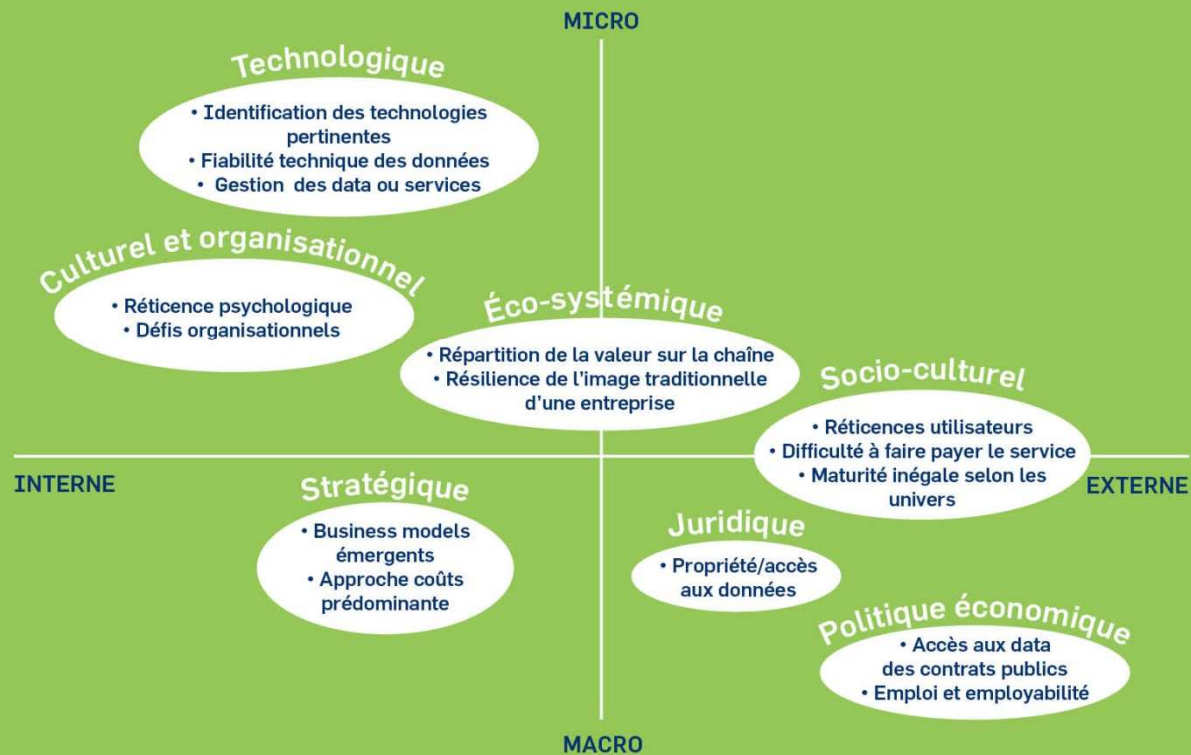 MICRO
Technologique
• Identification des technologies
pertinentes
• Fiabilité technique des données
• Gestion des data ou services
Culturel et organisationnel
• Réticence psychologique
• Défis organisationnels
Éco-systémique
• Répartition de la valeur sur la chaîne
• Résilience de l'image traditionnelle
d'une entreprise
Socio-culturel
• Réticences utilisateurs
• Difficulté à faire payer le service
• Maturité inégale selon les
univers
INTERNE
EXTERNE
Stratégique
• Business models
émergents
• Approche coûts
prédominante
Juridique
• Propriété/accès
aux données
Politique économique
• Accès aux data
des contrats publics
• Emploi et employabilité
MACRO